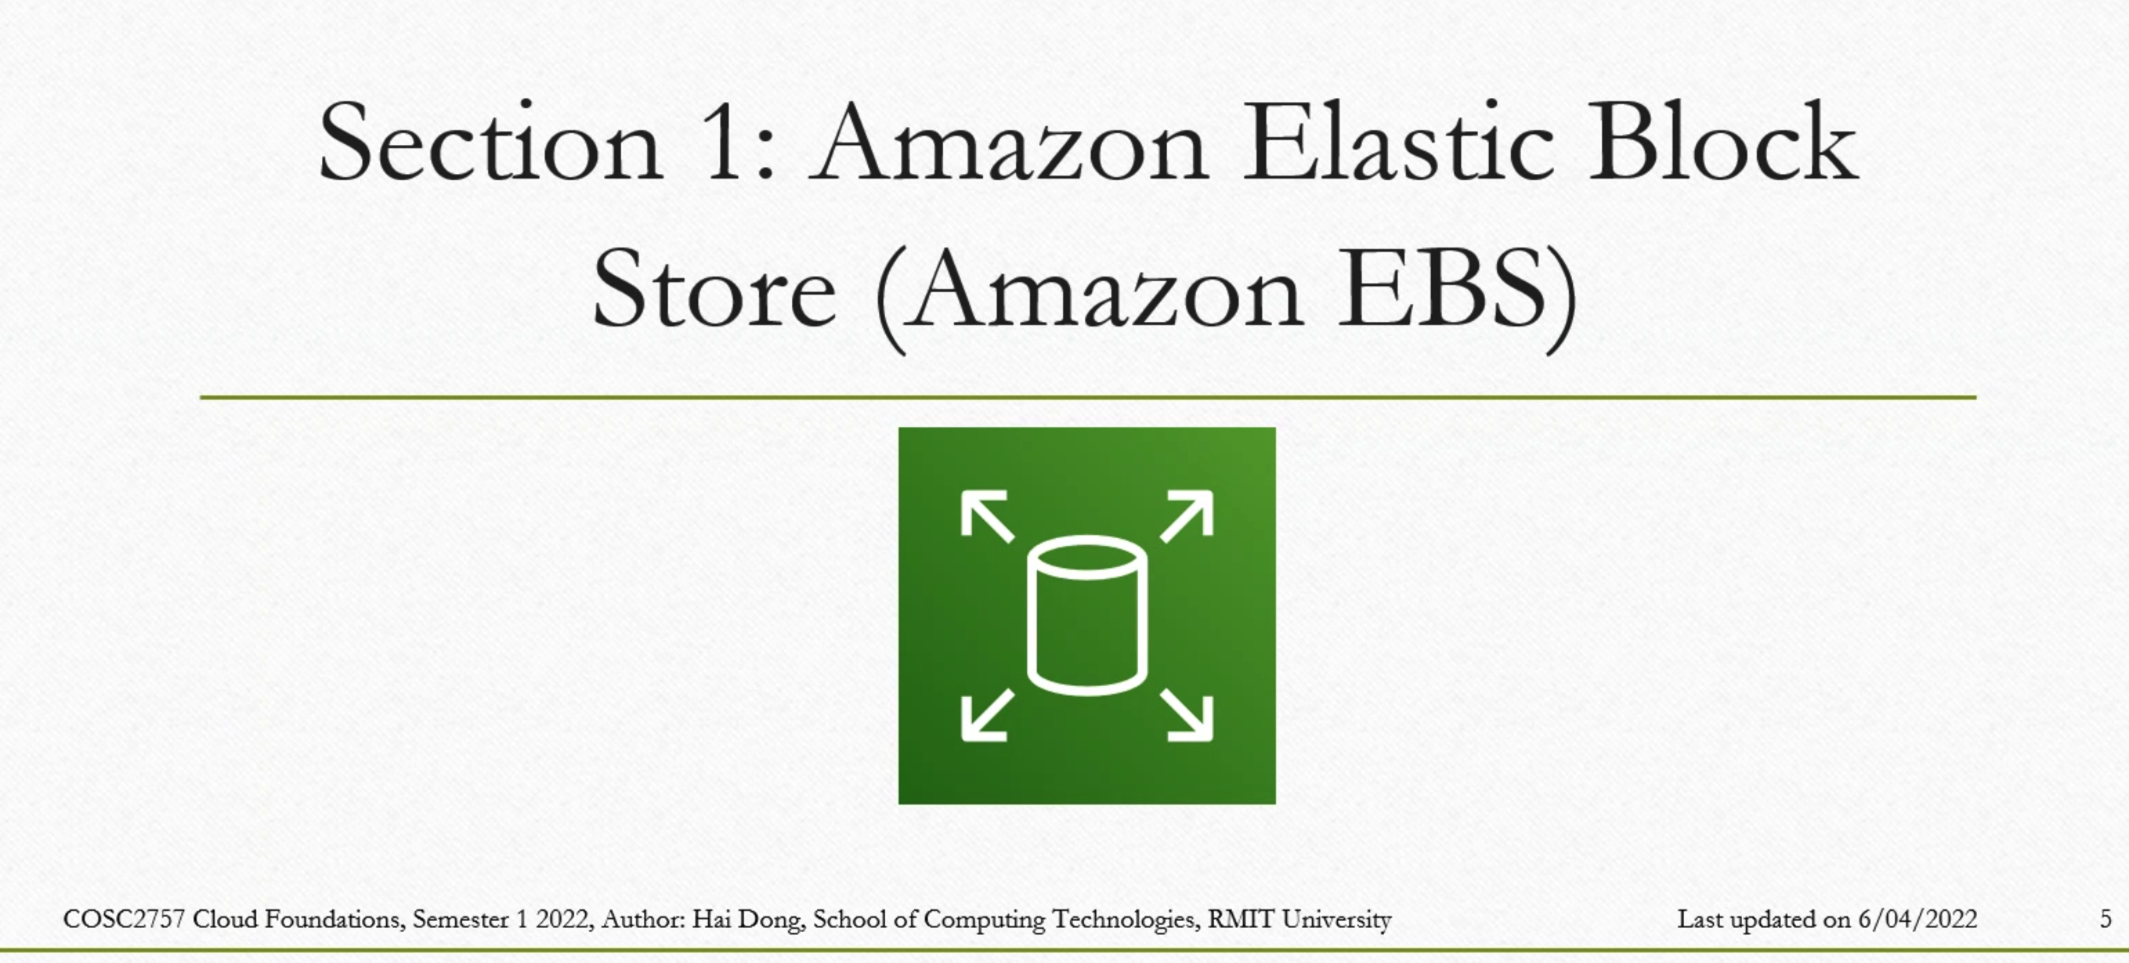 Section 1: Amazon Elastic Block
Store (Amazon EBS)
COSC2757 Cloud Foundations, Semester 1 2022, Author: Hai Dong, School of Computing Technologies, RMIT University
Last updated on 6/04/2022
5